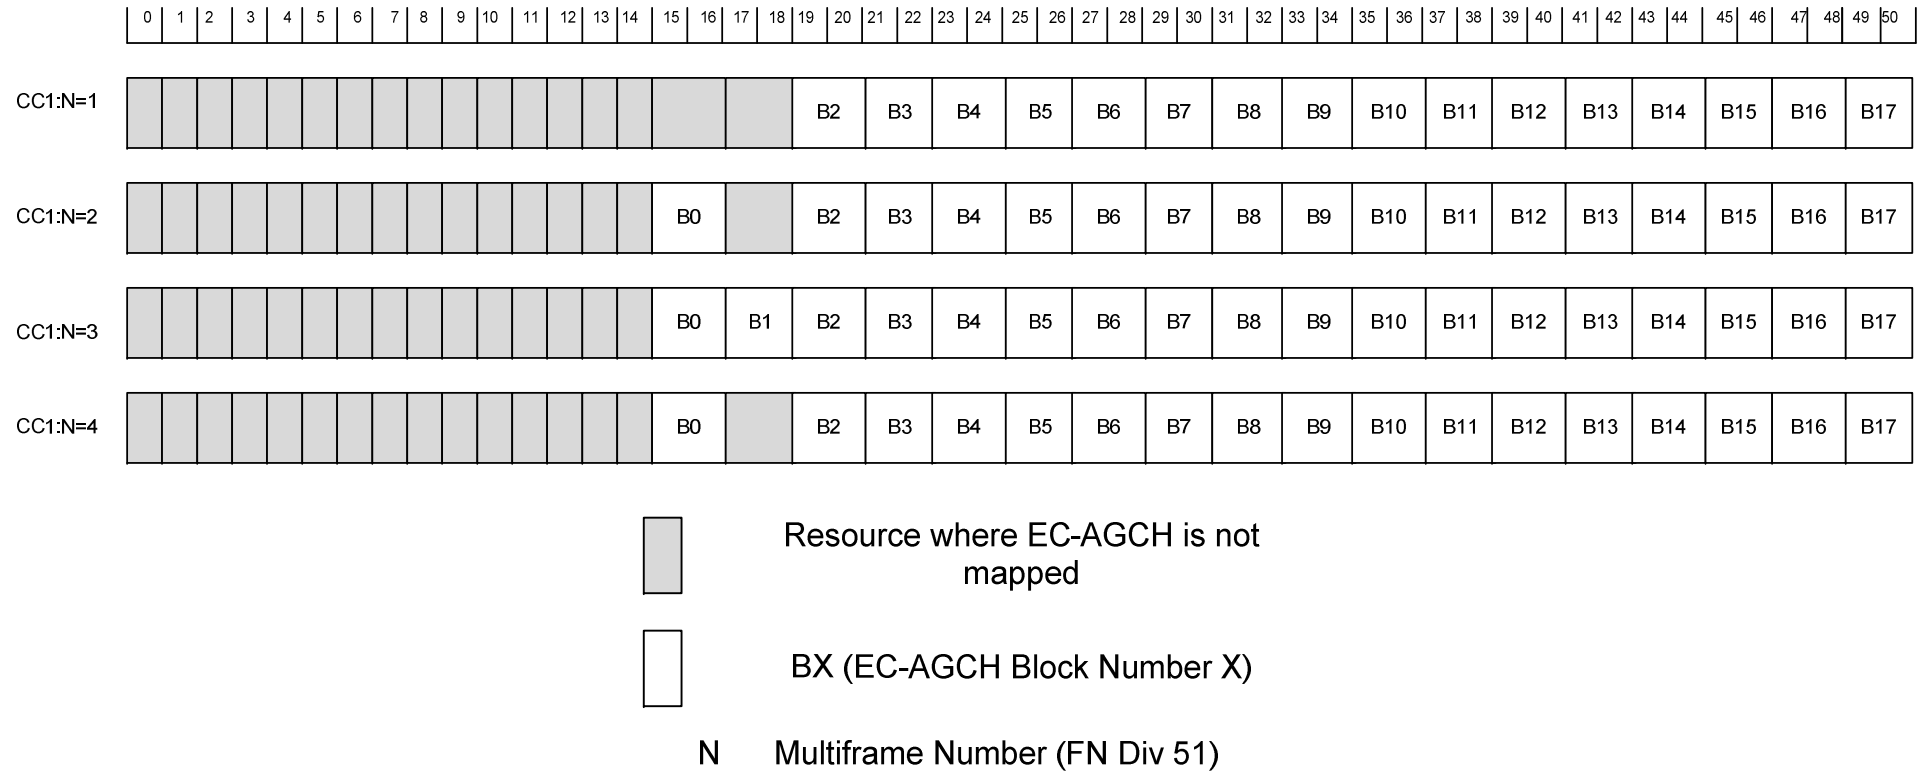 0 1 2 3 4 5 6 7 8 9 10 11 12 13 14 15 16 17 18 19 20 21 22 23 24 25 26 27 28 29 30 31 32 33 34 35 36 37 38 39 40 41 42 43 44 45 46 47 48 49 50
CC1:N=1 B2 B3 B4 B5 B6 B7 B8 B9 B10 B11 B12 B13 B14 B15 B16 B17
CC1:N=2 B0 B2 B3 B4 B5 B6 B7 B8 B9 B10 B11 B12 B13 B14 B15 B16 B17
CC1:N=3 B0 B1 B2 B3 B4 B5 B6 B7 B8 B9 B10 B11 B12 B13 B14 B15 B16 B17
CC1:N=4 B0 B2 B3 B4 B5 B6 B7 B8 B9 B10 B11 B12 B13 B14 B15 B16 B17
Resource where EC-AGCH is not
mapped
BX (EC-AGCH Block Number X)
N Multiframe Number (FN Div 51)